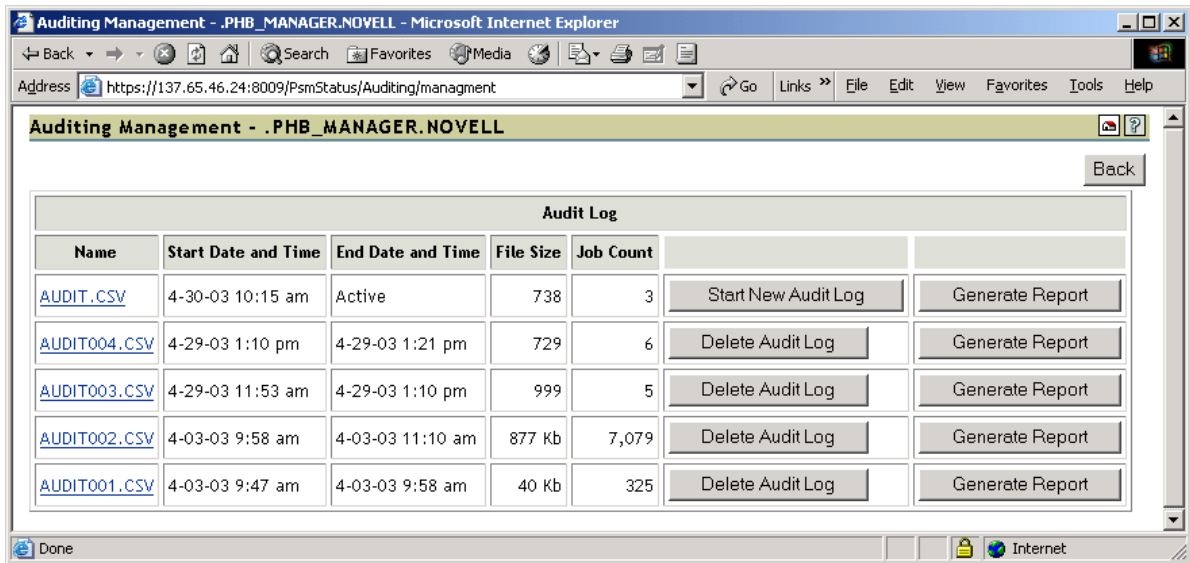 Auditing Management - .PHB_MANAGER.NOVELL - Microsoft Internet Explorer
Back Search Favorites Media
Address https://137.65.46.24:8009/PsmStatus/Auditing/managment Go Links » File Edit View Favorites Tools Help
Auditing Management - .PHB_MANAGER.NOVELL ?
Back
Audit Log
Name Start Date and Time End Date and Time File Size Job Count
AUDIT.CSV 4-30-03 10:15 am Active 738 3 Start New Audit Log Generate Report
AUDIT004.CSV 4-29-03 1:10 pm 4-29-03 1:21 pm 729 6 Delete Audit Log Generate Report
AUDIT003.CSV 4-29-03 11:53 am 4-29-03 1:10 pm 999 5 Delete Audit Log Generate Report
AUDIT002.CSV 4-03-03 9:58 am 4-03-03 11:10 am 877 Kb 7,079 Delete Audit Log Generate Report
AUDIT001.CSV 4-03-03 9:47 am 4-03-03 9:58 am 40 Kb 325 Delete Audit Log Generate Report
Done Internet